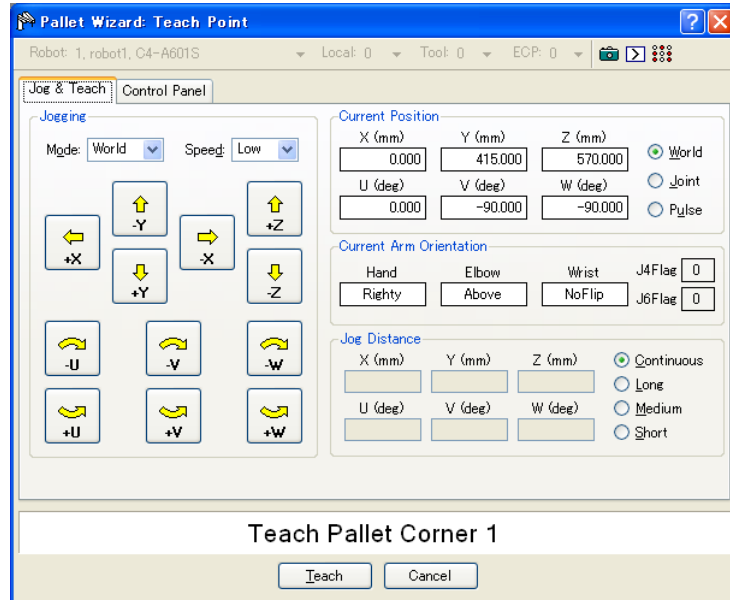 Pallet Wizard: Teach Point
Robot: 1, robot1, C4-A601S Local: 0 Tool: 0 ECP: 0
Jog & Teach Control Panel
Jogging
Mode: World Speed: Low
-Y +Z
+X -X
+Y -Z
-U -V -W
+U +V +W
Current Position
X (mm) Y (mm) Z (mm)
0.000 415.000 570.000
U (deg) V (deg) W (deg)
0.000 -90.000 -90.000
World
Joint
Pulse
Current Arm Orientation
Hand Elbow Wrist J4Flag 0
Righty Above NoFlip J6Flag 0
Jog Distance
X (mm) Y (mm) Z (mm)
U (deg) V (deg) W (deg)
Continuous
Long
Medium
Short
Teach Pallet Corner 1
Teach Cancel